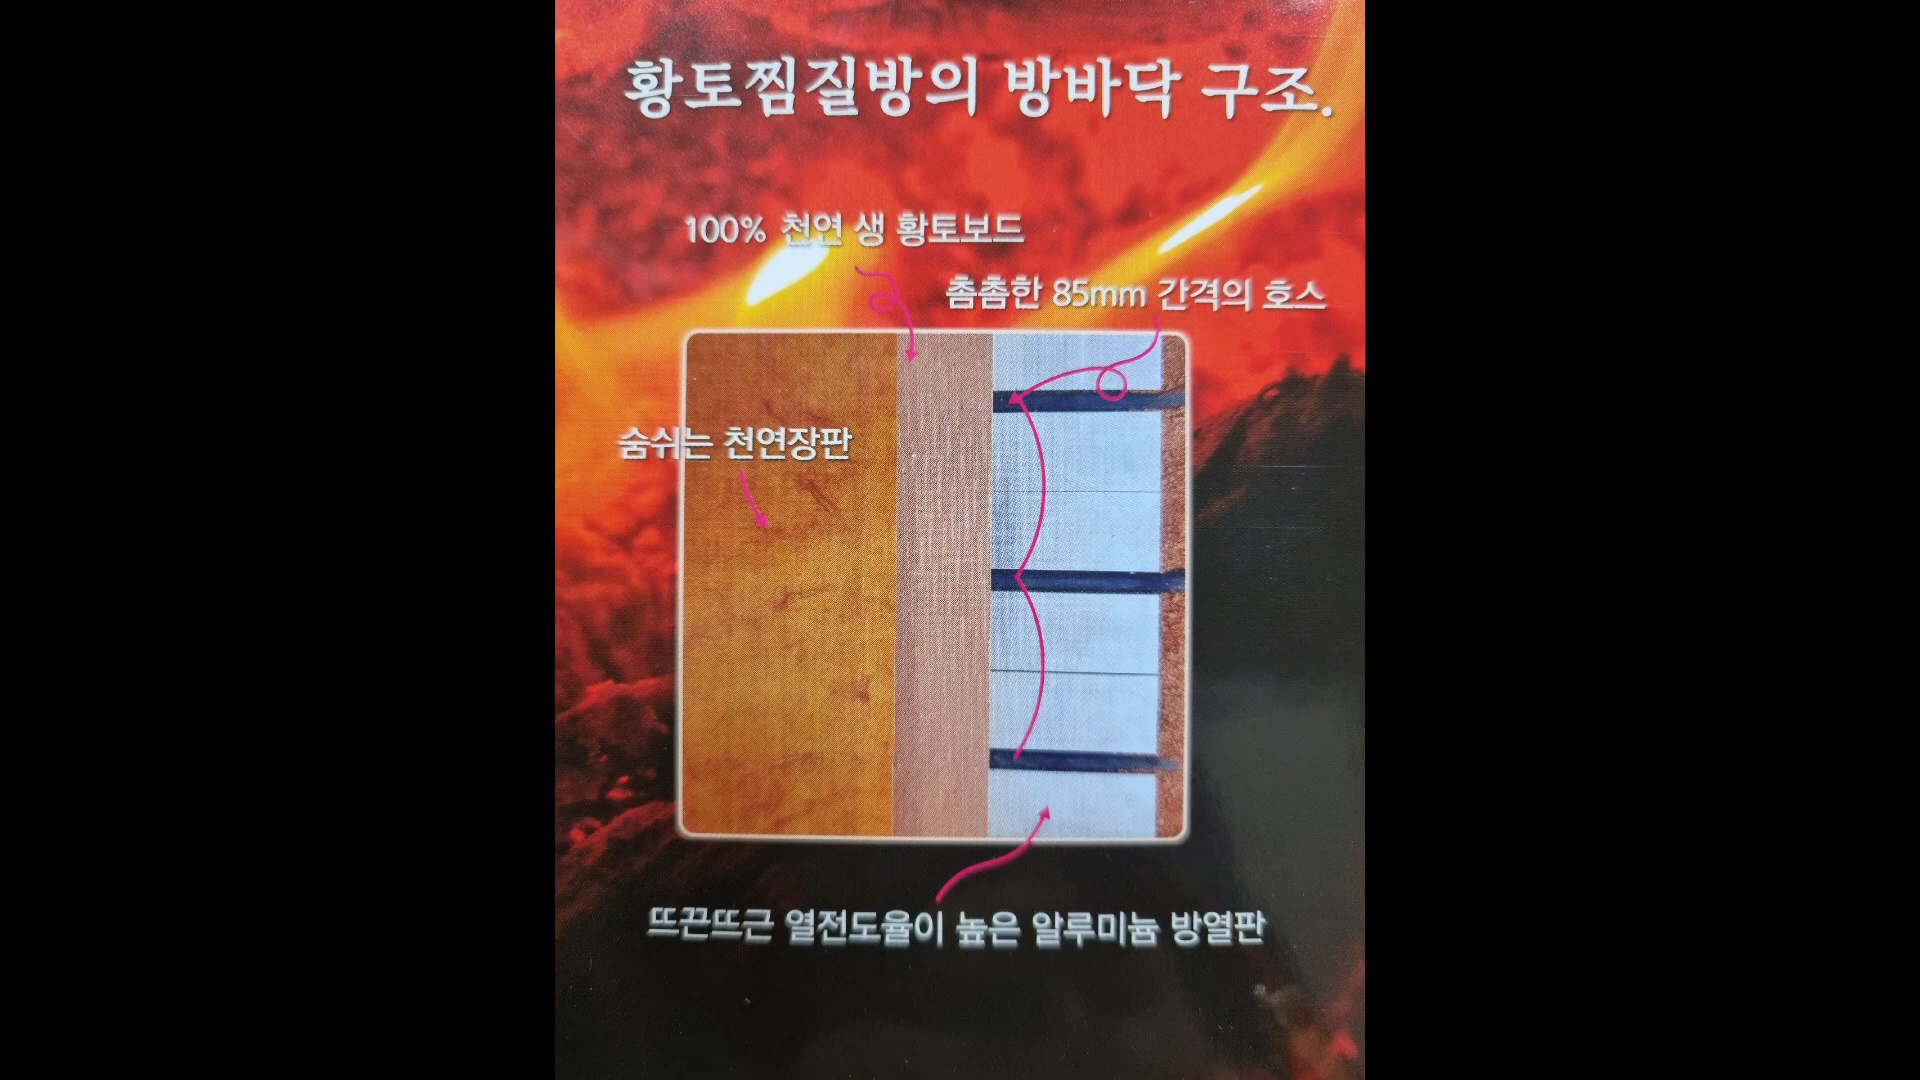 황토찜질방의 방바닥 구조.
100% 천연 생 황토보드
촘촘한 85mm 간격의 호스
숨쉬는 천연장판
뜨끈뜨근 열전도율이 높은 알루미늄 방열판